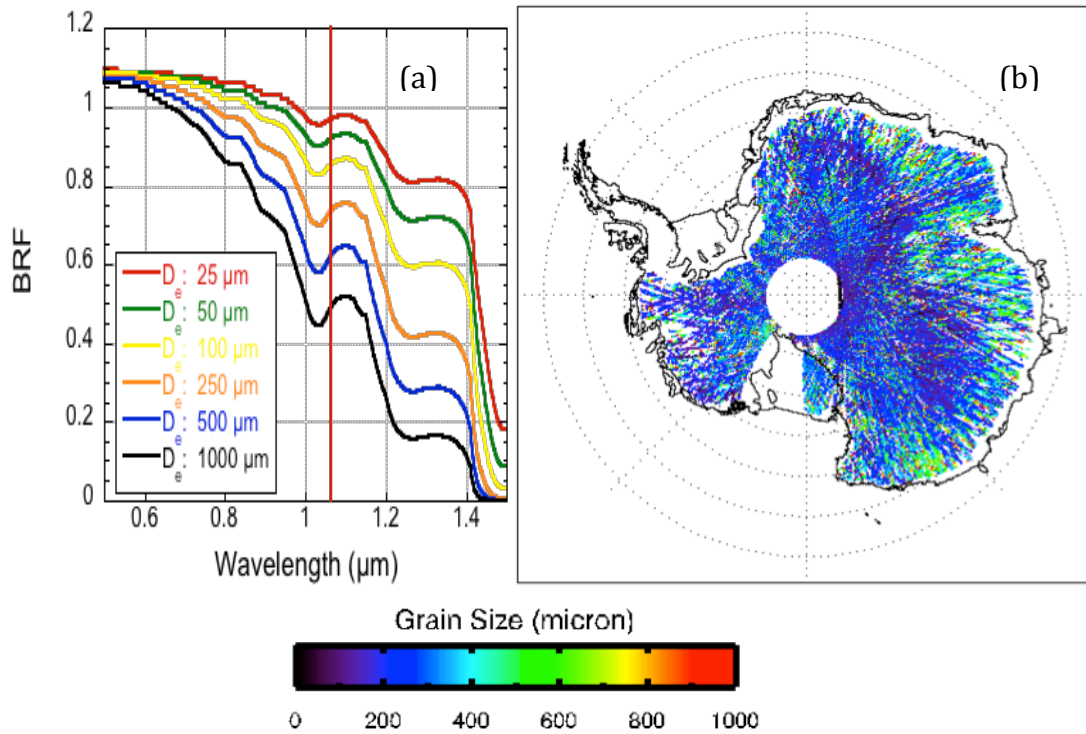 1.2
1
0.8
0.6
0.4
0.2
0
BRF
(a)
De: 25 µm
De: 50 µm
De: 100 µm
De: 250 µm
De: 500 µm
De: 1000 µm
0.6 0.8 1 1.2 1.4
Wavelength (µm)
(b)
Grain Size (micron)
0 200 400 600 800 1000